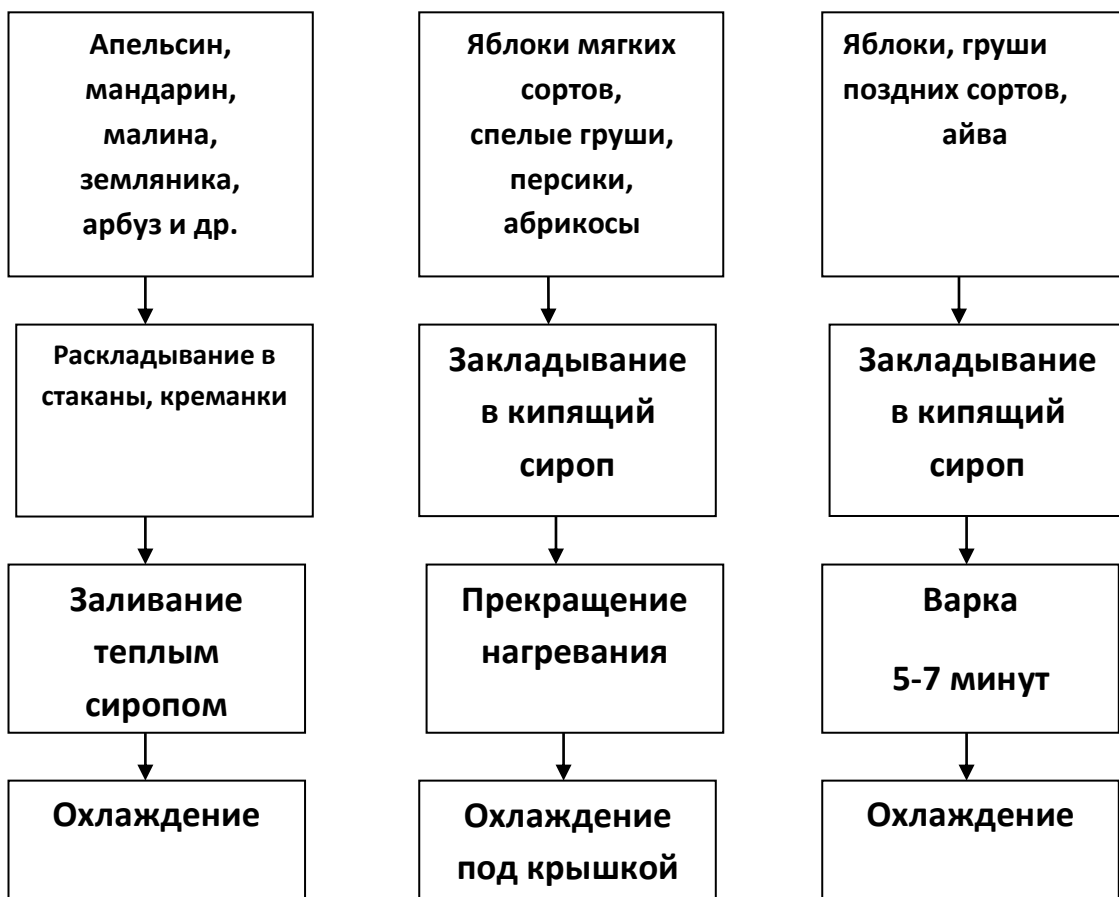 Апельсин,
мандарин,
малина,
земляника,
арбуз и др.
Яблоки мягких
сортов,
спелые груши,
персики,
абрикосы
Яблоки, груши
поздних сортов,
айва
Раскладывание в
стаканы, креманки
Закладывание
в кипящий
сироп
Закладывание
в кипящий
сироп
Заливание
теплым
сиропом
Прекращение
нагревания
Варка
5-7 минут
Охлаждение
Охлаждение
под крышкой
Охлаждение